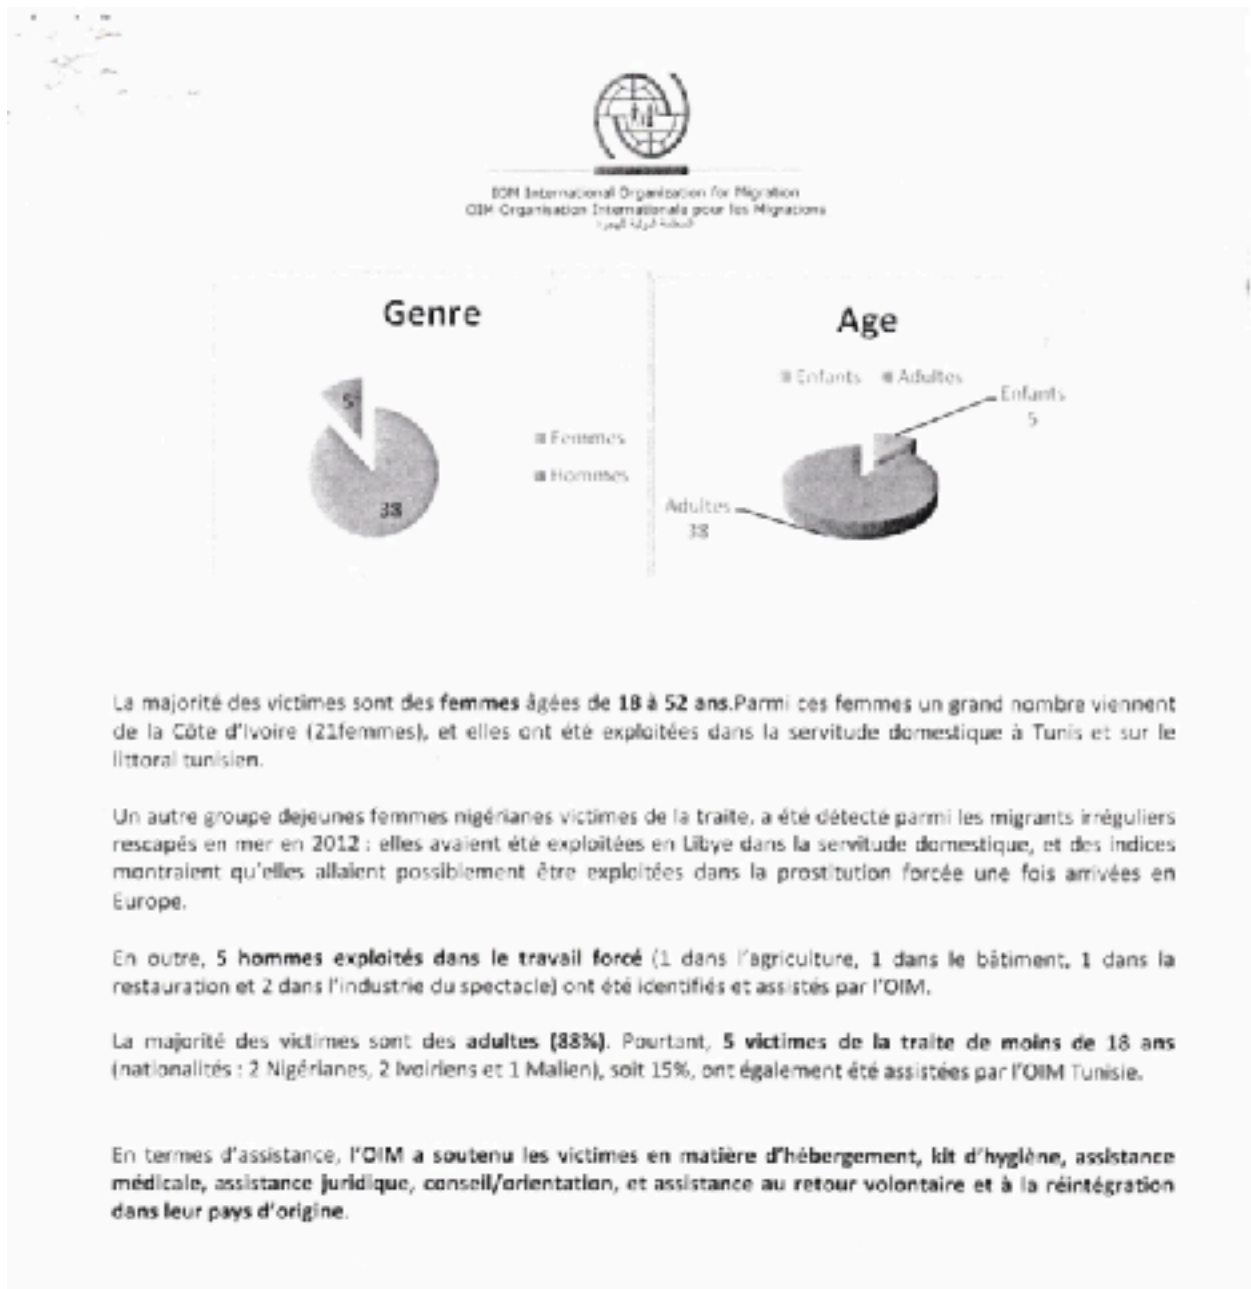 IOM International Organization for Migration
OIM Organisation Internationale pour les Migrations
المنظمة الدولية للهجرة
Genre
5
38
Femmes
Hommes
Age
Enfants Adultes
Enfants
5
Adultes
38
La majorité des victimes sont des femmes âgées de 18 à 52 ans.Parmi ces femmes un grand nombre viennent
de la Côte d'Ivoire (21femmes), et elles ont été exploitées dans la servitude domestique à Tunis et sur le
littoral tunisien.
Un autre groupe dejeunes femmes nigérianes victimes de la traite, a été détecté parmi les migrants irréguliers
rescapés en mer en 2012 : elles avaient été exploitées en Libye dans la servitude domestique, et des indices
montraient qu'elles allaient possiblement être exploitées dans la prostitution forcée une fois arrivées en
Europe.
En outre, 5 hommes exploités dans le travail forcé (1 dans l'agriculture, 1 dans le bâtiment, 1 dans la
restauration et 2 dans l'industrie du spectacle) ont été identifiés et assistés par l'OIM.
La majorité des victimes sont des adultes (88%). Pourtant, 5 victimes de la traite de moins de 18 ans
(nationalités : 2 Nigérianes, 2 Ivoiriens et 1 Malien), soit 15%, ont également été assistées par l'OIM Tunisie.
En termes d'assistance, l'OIM a soutenu les victimes en matière d'hébergement, kit d'hygiène, assistance
médicale, assistance juridique, conseil/orientation, et assistance au retour volontaire et à la réintégration
dans leur pays d'origine.